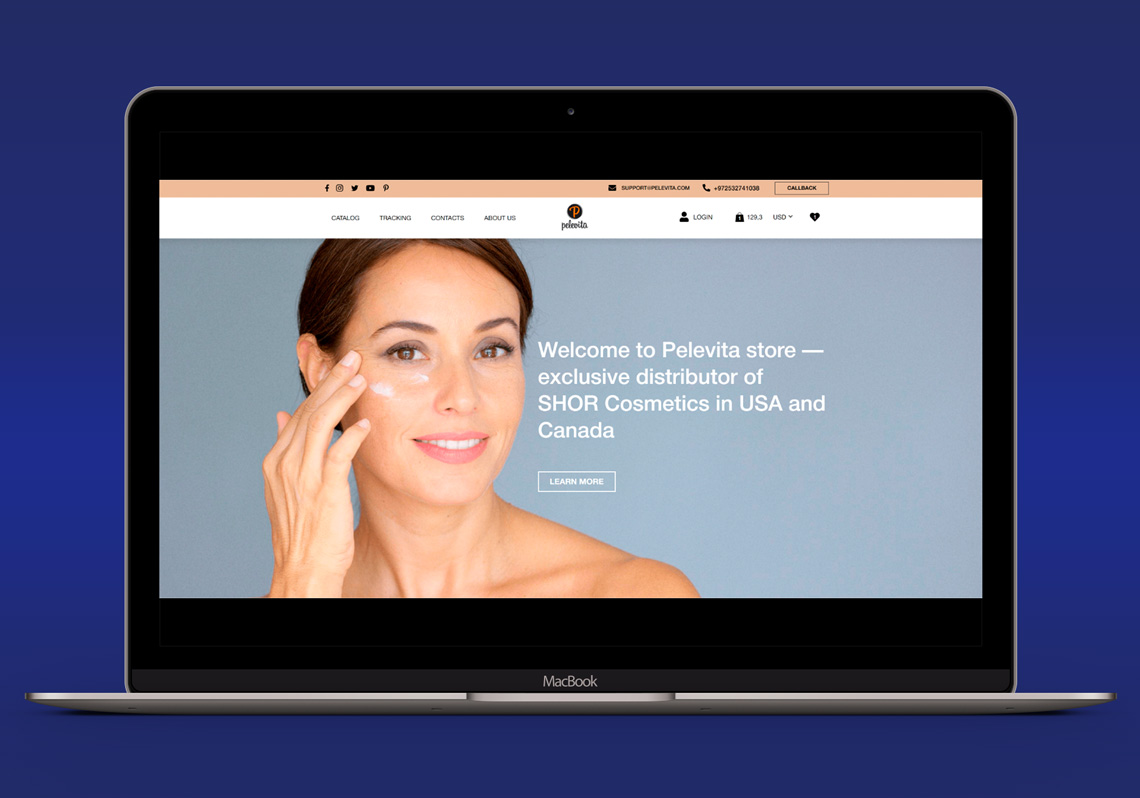 SUPPORT@PELEVITA.COM +972532741038 CALLBACK
CATALOG TRACKING CONTACTS ABOUT US
P
pelevita
LOGIN 129,3 USD
Welcome to Pelevita store —
exclusive distributor of
SHOR Cosmetics in USA and
Canada
LEARN MORE
MacBook